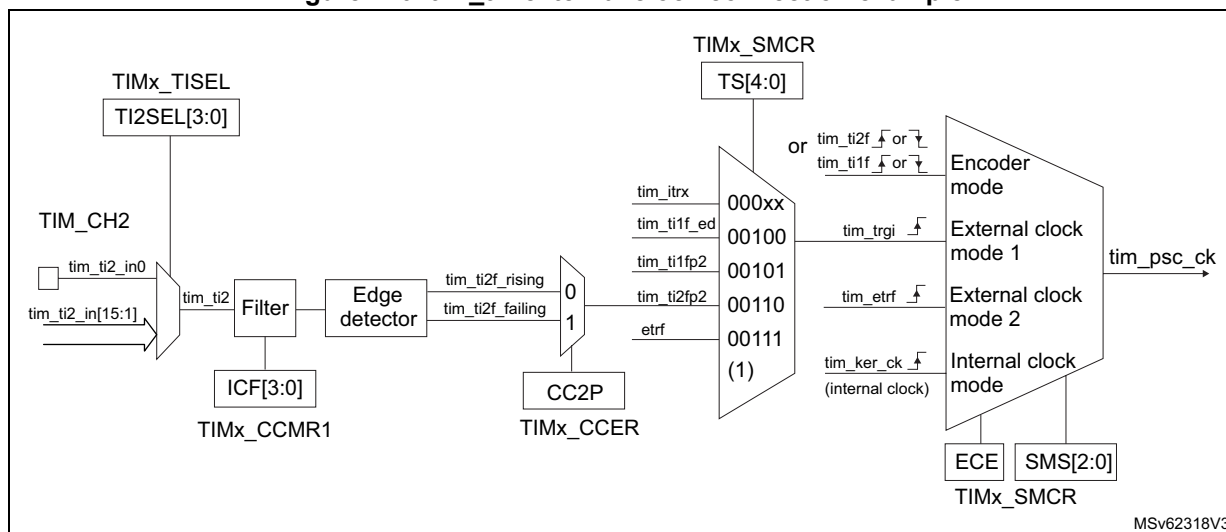 TIMx_SMCR
TS[4:0]
TIMx_TISEL
TI2SEL[3:0]
TIM_CH2
tim_ti2_in0
tim_ti2_in[15:1]
tim_ti2
Filter
ICF[3:0]
TIMx_CCMR1
Edge
detector
tim_ti2f_rising
tim_ti2f_failing
0
1
CC2P
TIMx_CCER
tim_itrx
tim_ti1f_ed
tim_ti1fp2
tim_ti2fp2
etrf
000xx
00100
00101
00110
00111
(1)
or tim_ti2f or
tim_ti1f or
Encoder
mode
tim_trgi
External clock
mode 1
tim_etrf
External clock
mode 2
tim_ker_ck
(internal clock)
Internal clock
mode
tim_psc_ck
ECE
SMS[2:0]
TIMx_SMCR
MSv62318V3